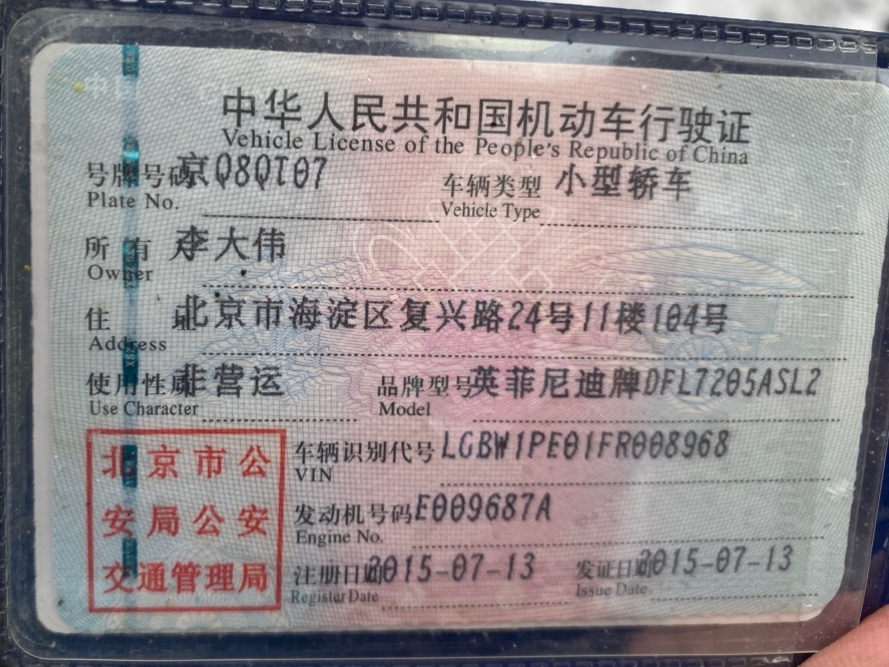 中华人民共和国机动车行驶证
Vehicle License of the People's Republic of China
号牌号码 京Q8QT07 车辆类型 小型轿车
Plate No. Vehicle Type
所有人 李大伟
Owner
住址 北京市海淀区复兴路24号11楼104号
Address
使用性质 非营运 品牌型号 英菲尼迪牌DFL7205ASL2
Use Character Model
北京市公
安局公安
交通管理局
车辆识别代号 LGBW1PE01FR008968
VIN
发动机号码 E009687A
Engine No.
注册日期 2015-07-13 发证日期 2015-07-13
Register Date Issue Date